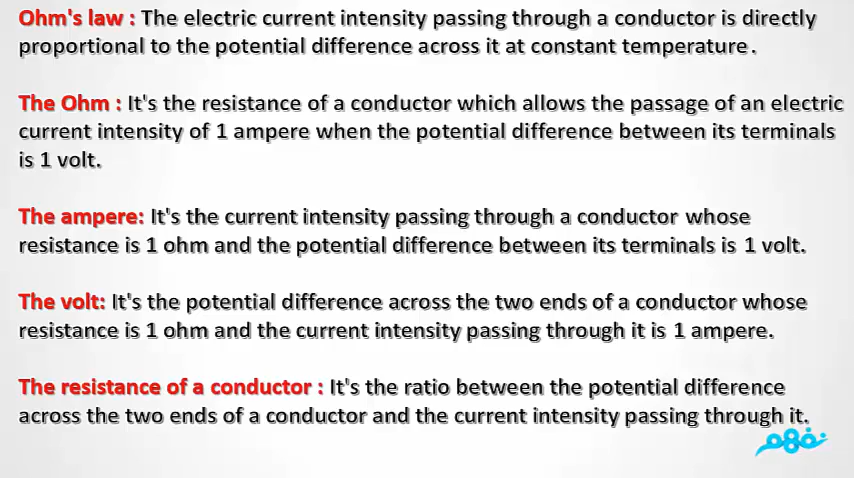 Ohm's law : The electric current intensity passing through a conductor is directly
proportional to the potential difference across it at constant temperature.
The Ohm : It's the resistance of a conductor which allows the passage of an electric
current intensity of 1 ampere when the potential difference between its terminals
is 1 volt.
The ampere: It's the current intensity passing through a conductor whose
resistance is 1 ohm and the potential difference between its terminals is 1 volt.
The volt: It's the potential difference across the two ends of a conductor whose
resistance is 1 ohm and the current intensity passing through it is 1 ampere.
The resistance of a conductor : It's the ratio between the potential difference
across the two ends of a conductor and the current intensity passing through it.
نفهم